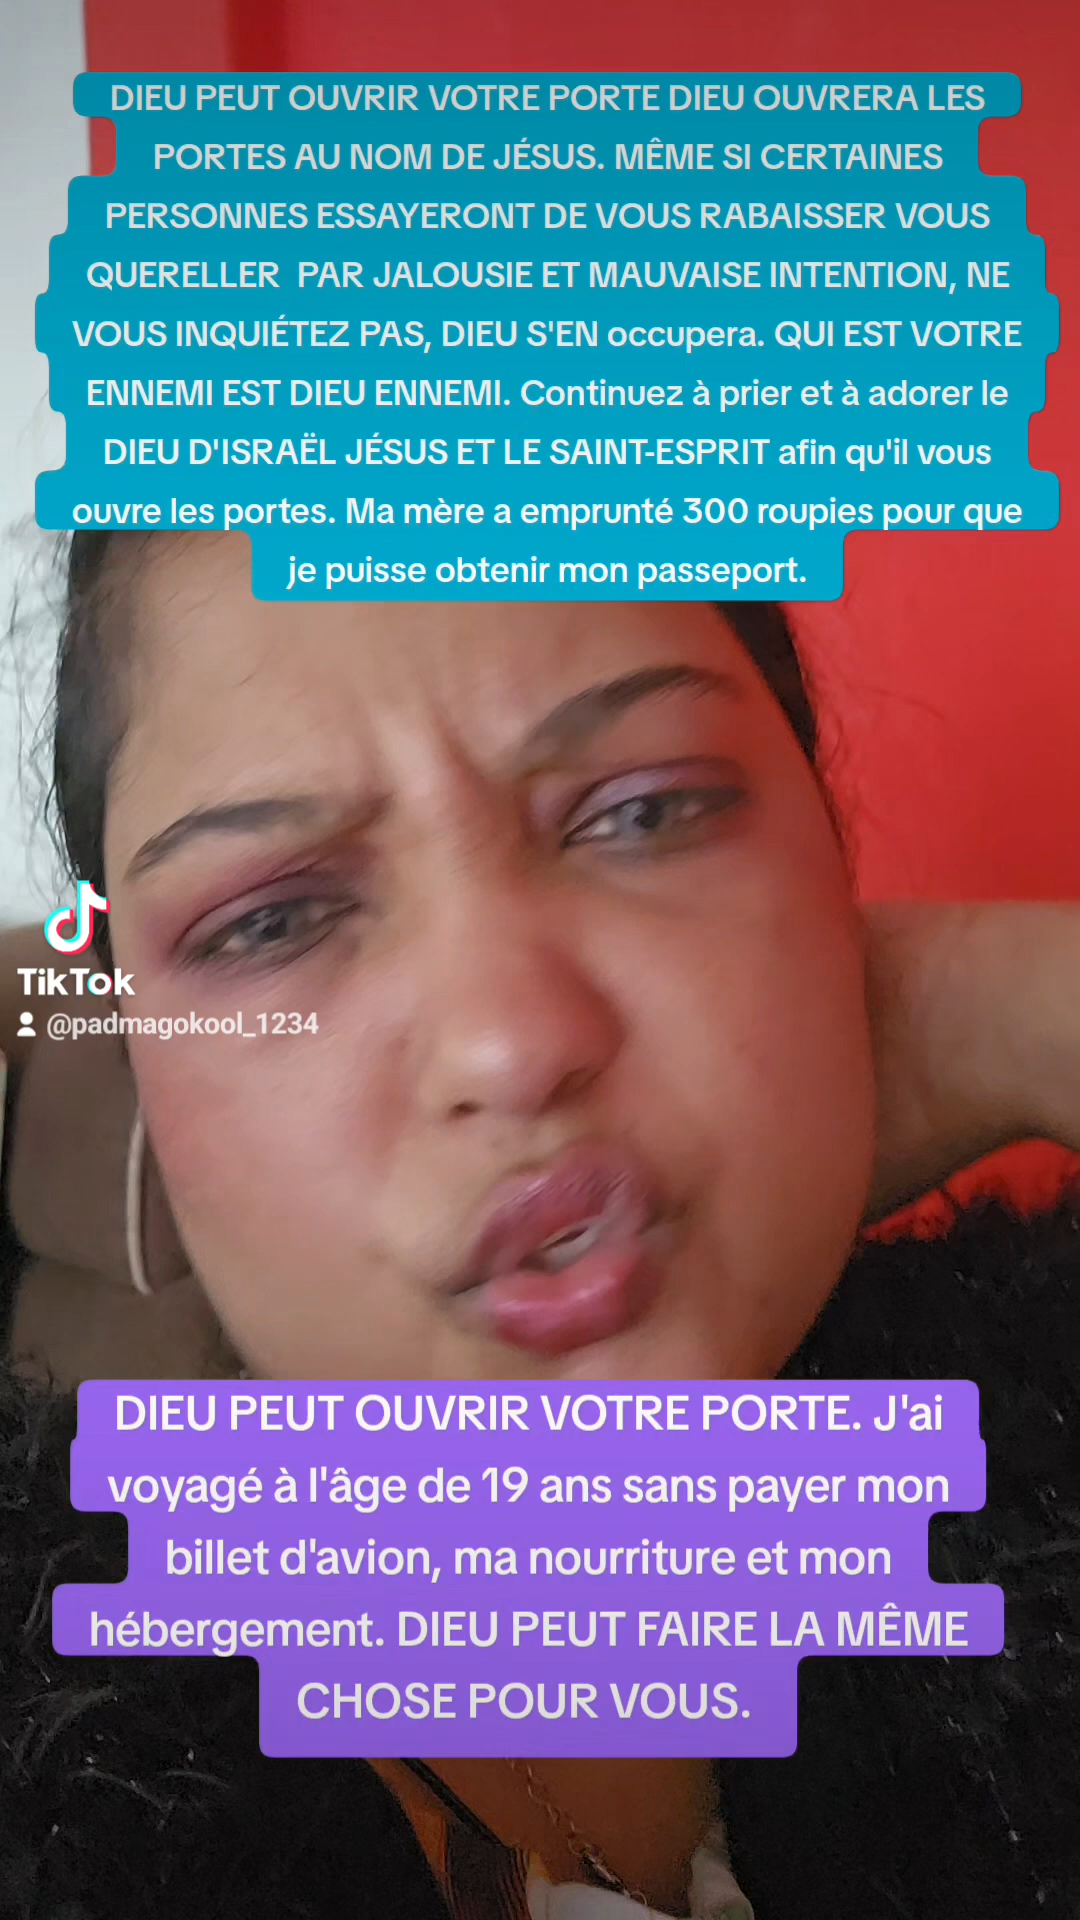 DIEU PEUT OUVRIR VOTRE PORTE DIEU OUVRERA LES
PORTES AU NOM DE JÉSUS. MÊME SI CERTAINES
PERSONNES ESSAYERONT DE VOUS RABAISSER VOUS
QUERELLER  PAR JALOUSIE ET MAUVAISE INTENTION, NE
VOUS INQUIÉTEZ PAS, DIEU S'EN occupera. QUI EST VOTRE
ENNEMI EST DIEU ENNEMI. Continuez à prier et à adorer le
DIEU D'ISRAËL JÉSUS ET LE SAINT-ESPRIT afin qu'il vous
ouvre les portes. Ma mère a emprunté 300 roupies pour que
je puisse obtenir mon passeport.
TikTok
@padmagokool_1234
DIEU PEUT OUVRIR VOTRE PORTE. J'ai
voyagé à l'âge de 19 ans sans payer mon
billet d'avion, ma nourriture et mon
hébergement. DIEU PEUT FAIRE LA MÊME
CHOSE POUR VOUS.